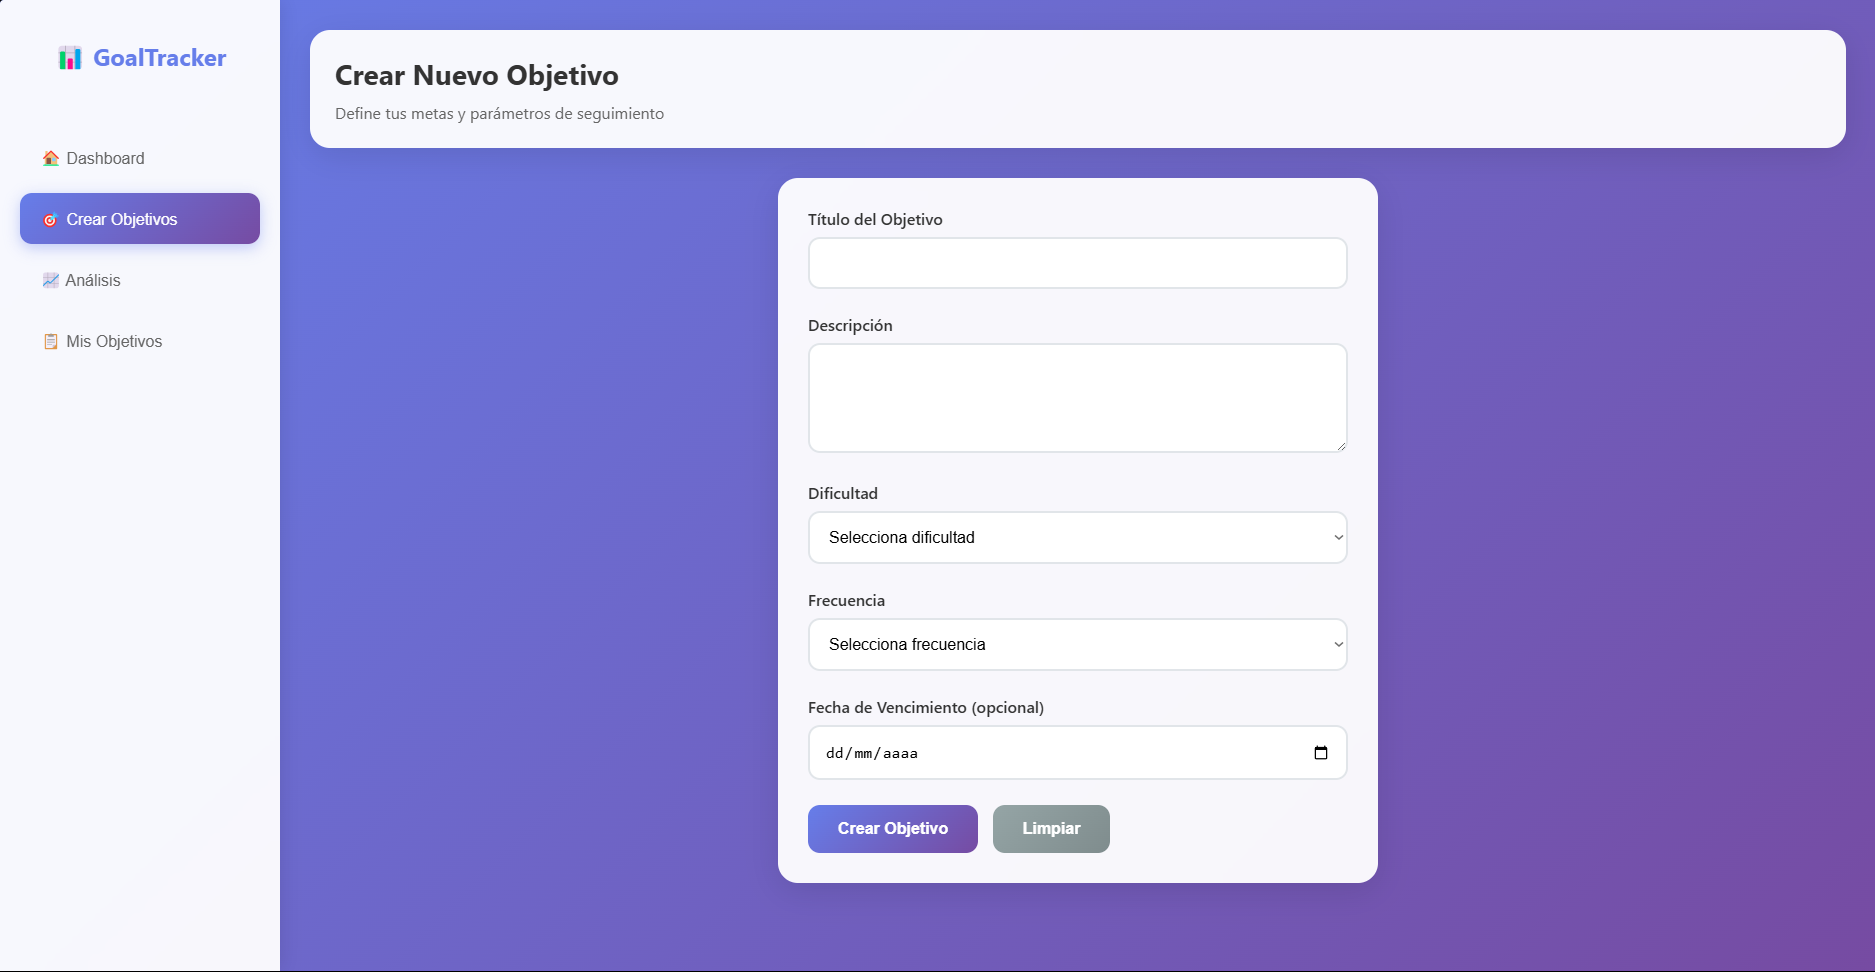 GoalTracker
Dashboard
Crear Objetivos
Análisis
Mis Objetivos
Crear Nuevo Objetivo
Define tus metas y parámetros de seguimiento
Título del Objetivo
Descripción
Dificultad
Selecciona dificultad
Frecuencia
Selecciona frecuencia
Fecha de Vencimiento (opcional)
dd/mm/aaaa
Crear Objetivo
Limpiar